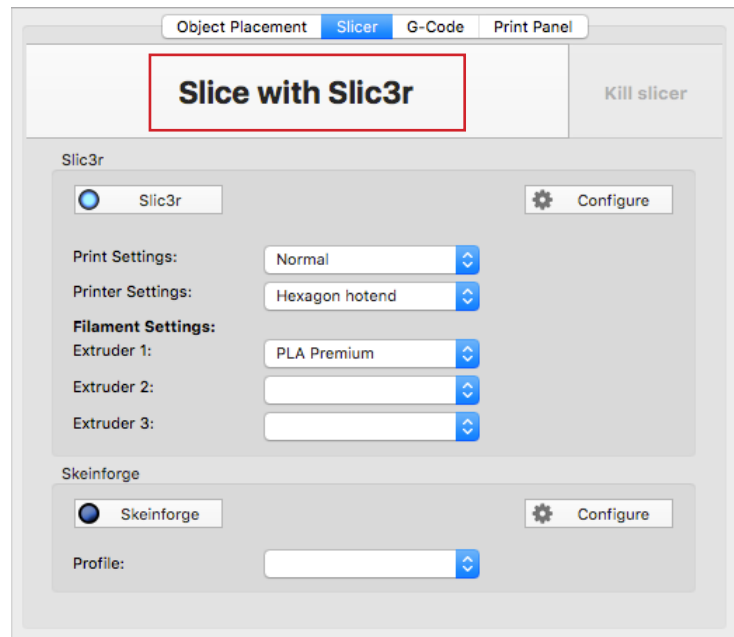 Object Placement Slicer G-Code Print Panel
Slice with Slic3r Kill slicer
Slic3r
Slic3r Configure
Print Settings: Normal
Printer Settings: Hexagon hotend
Filament Settings:
Extruder 1: PLA Premium
Extruder 2:
Extruder 3:
Skeinforge
Skeinforge Configure
Profile: